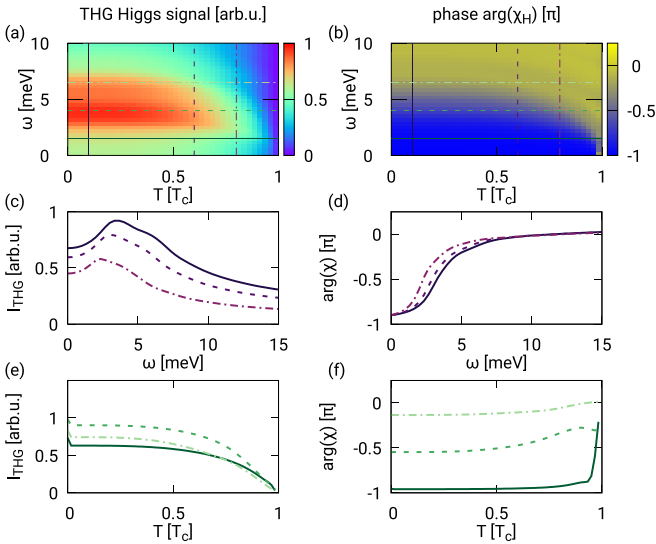 THG Higgs signal [arb.u.]
phase arg(χH) [π]
(a)
10
5
0
ω [meV]
0
0.5
1
T [Tc]
1
0.5
0
(b)
10
5
0
ω [meV]
0
0.5
1
T [Tc]
0
-0.5
-1
(c)
1
0.5
0
ITHG [arb.u.]
0
5
10
15
ω [meV]
(d)
0
-0.5
-1
arg(χ) [π]
0
5
10
15
ω [meV]
(e)
1
0.5
0
ITHG [arb.u.]
0
0.5
1
T [Tc]
(f)
0
-0.5
-1
arg(χ) [π]
0
0.5
1
T [Tc]